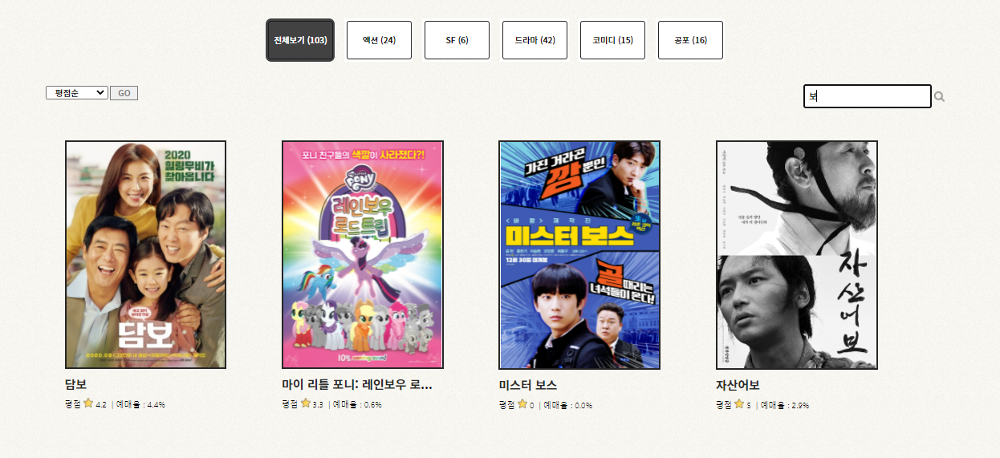 전체보기 (103)
액션 (24)
SF (6)
드라마 (42)
코미디 (15)
공포 (16)
평점순
GO
보
2020
힐링무비가
찾아옵니다
담보
포니 친구들의 색깔이 사라졌다?!
PONY
레인보우
로드트립
가진 거라곤
깡뿐인
<바람> 제작진
미스터 보스
12월 30일 대개봉
골때리는
녀석들이 온다!
자산어보
담보
평점 4.2 | 예매율 : 4.4%
마이 리틀 포니: 레인보우 로...
평점 3.3 | 예매율 : 0.6%
미스터 보스
평점 0 | 예매율 : 0.0%
자산어보
평점 5 | 예매율 : 2.9%